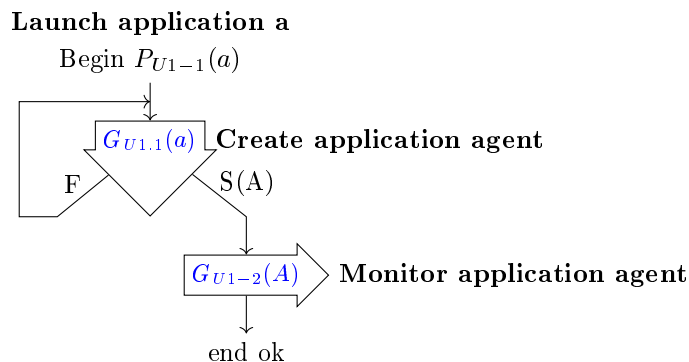 Launch application a
Begin P_{U1−1}(a)
G_{U1.1}(a) Create application agent
F S(A)
G_{U1−2}(A) Monitor application agent
end ok